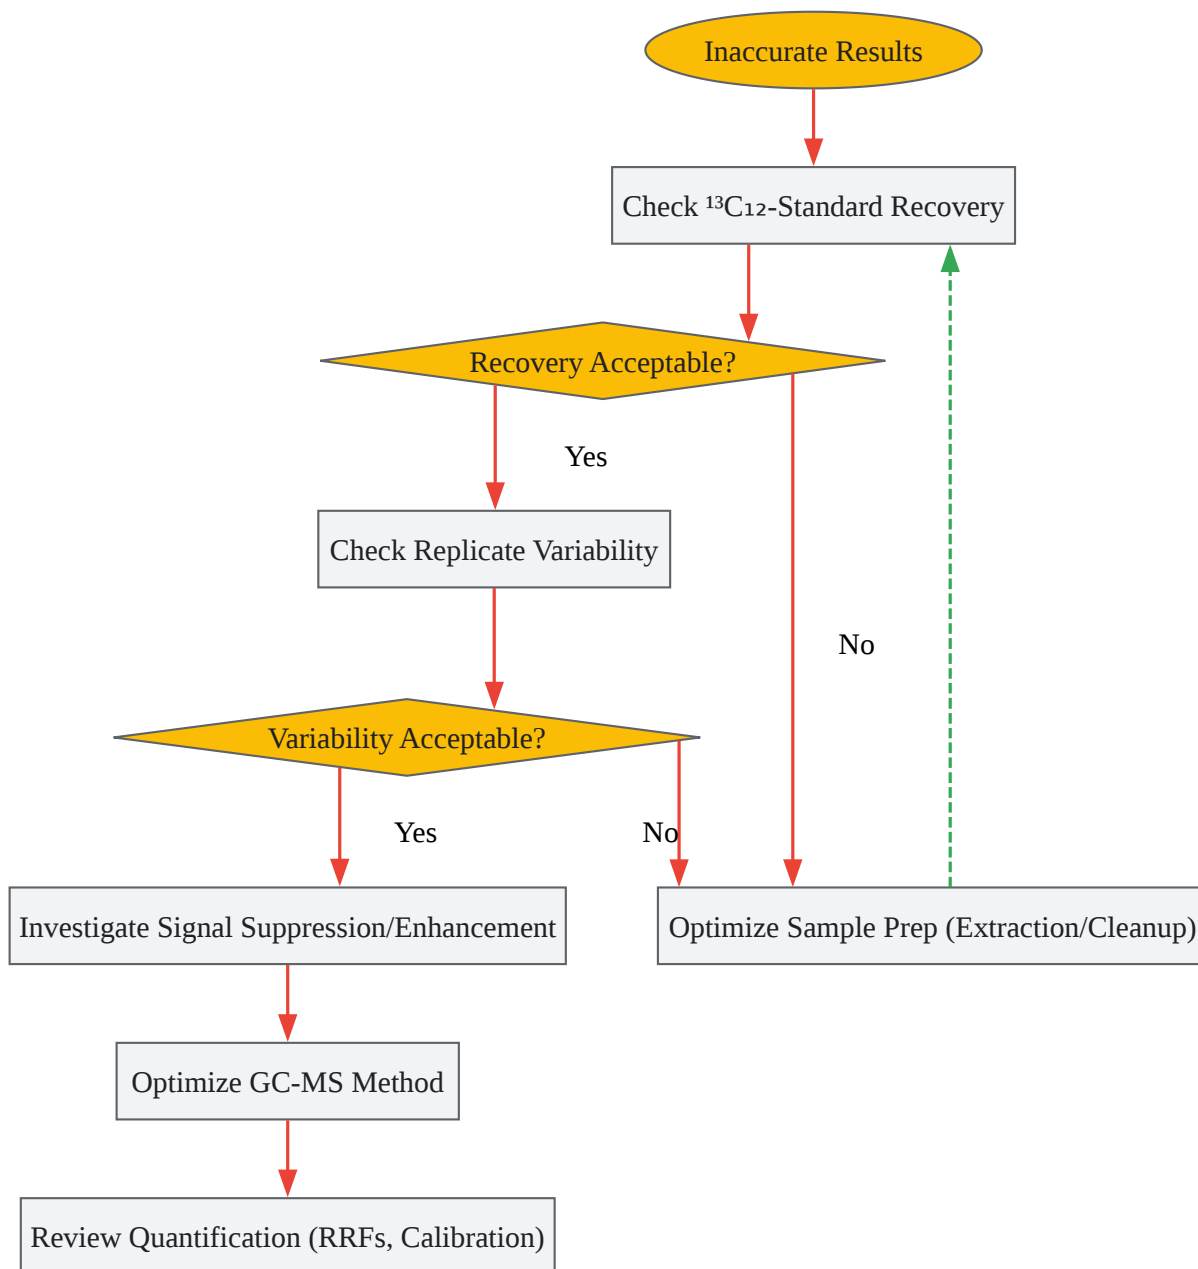 Inaccurate Results
Check ¹³C₁₂-Standard Recovery
Recovery Acceptable?
Yes
Check Replicate Variability
No
Variability Acceptable?
Yes
No
Investigate Signal Suppression/Enhancement
Optimize Sample Prep (Extraction/Cleanup)
Optimize GC-MS Method
Review Quantification (RRFs, Calibration)